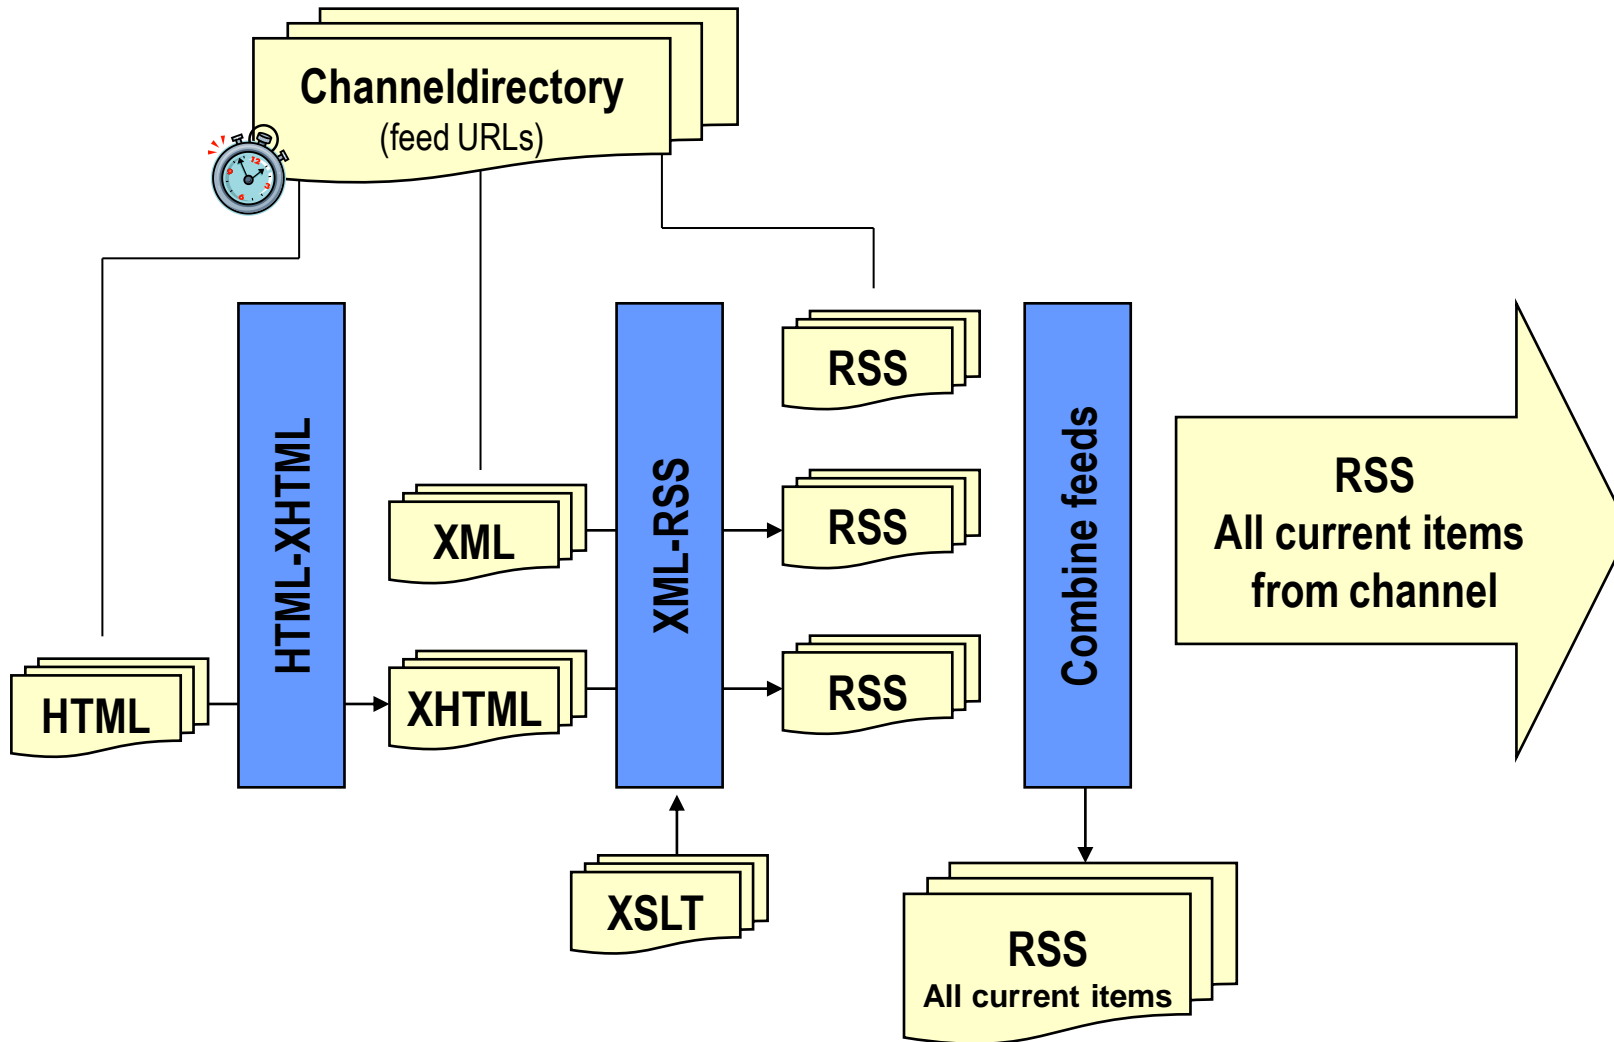 Channeldirectory
(feed URLs)
12
HTML-XHTML
XML-RSS
RSS
Combine feeds
RSS
All current items
from channel
XML
RSS
HTML
XHTML
RSS
XSLT
RSS
All current items